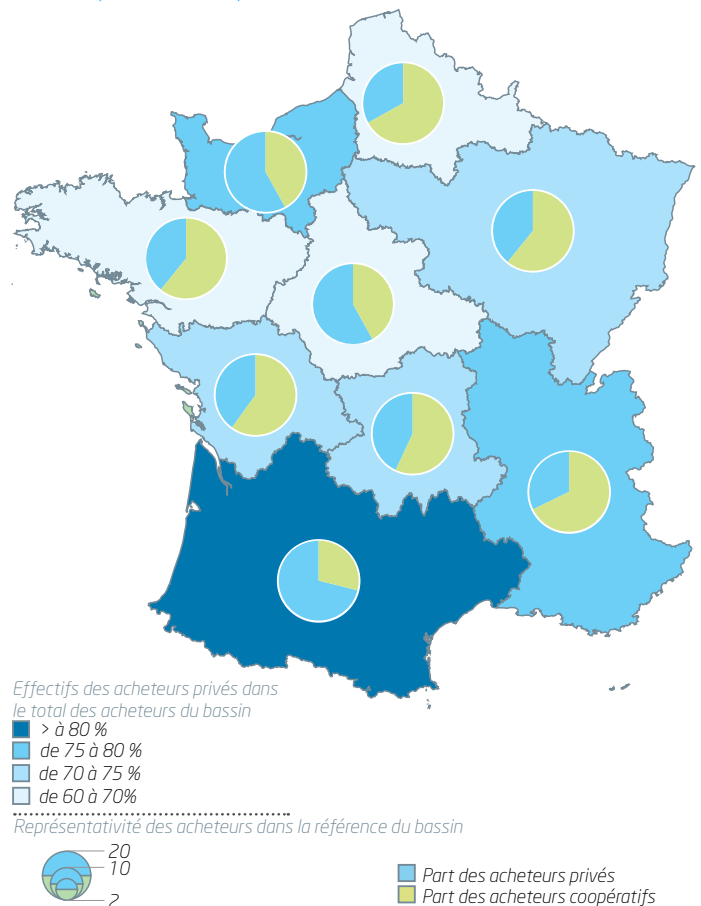 Effectifs des acheteurs privés dans
le total des acheteurs du bassin
> à 80 %
de 75 à 80 %
de 70 à 75 %
de 60 à 70%
Représentativité des acheteurs dans la référence du bassin
20
10
2
Part des acheteurs privés
Part des acheteurs coopératifs